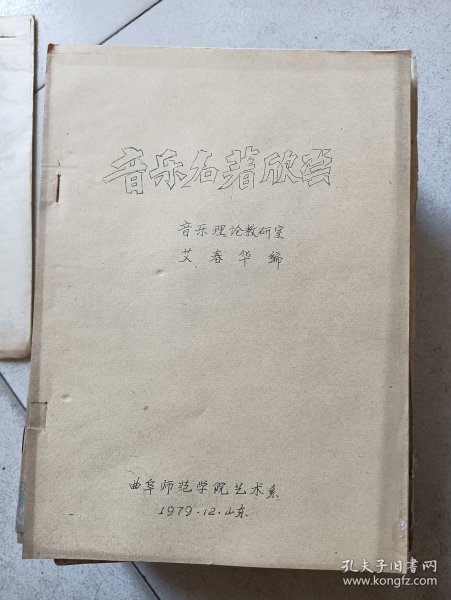 音乐名著欣赏
音乐理论教研室
艾春华编
曲阜师范学院艺术系
1979.12.山东
孔夫子旧书网
www.kongfz.com